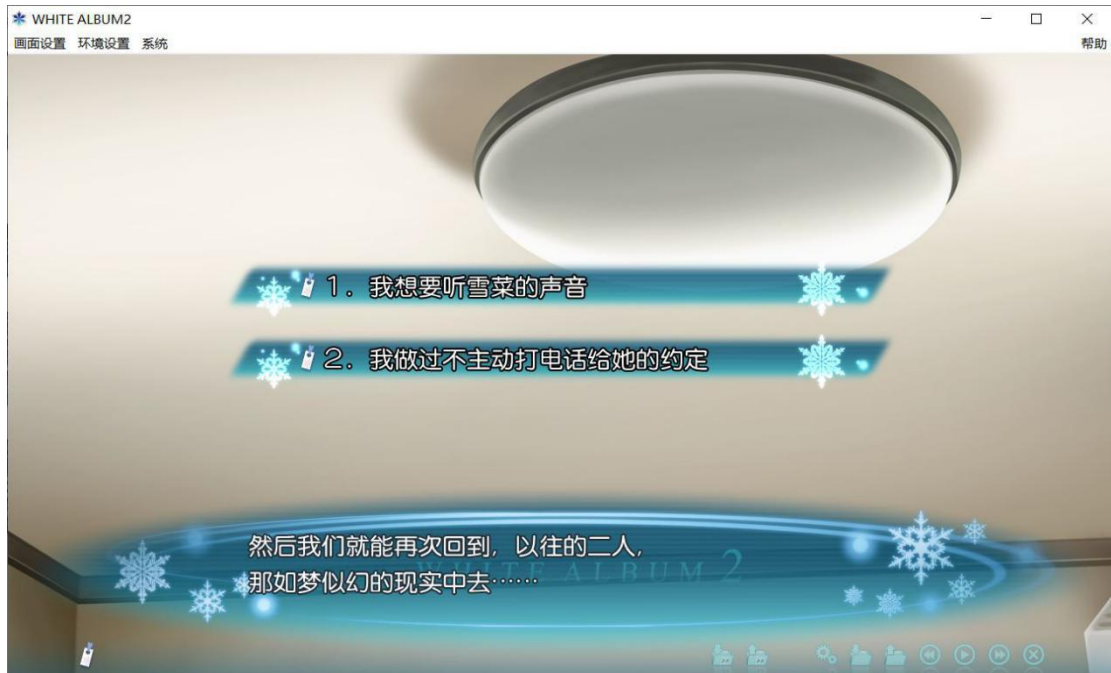 WHITE ALBUM2
画面设置 环境设置 系统 帮助
1. 我想要听雪菜的声音
2. 我做过不主动打电话给她的约定
然后我们就能再次回到，以往的二人，
WHITE ALBUM 2
那如梦似幻的现实中去……